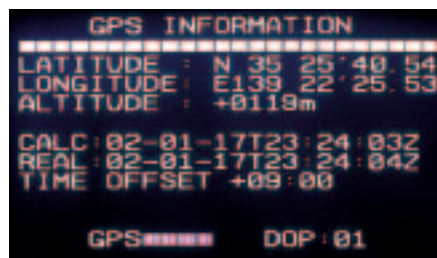 GPS INFORMATION
LATITUDE : N 35 25'40.54
LONGITUDE: E139 22'25.53
ALTITUDE : +0119m
CALC:02-01-17T23:24:03Z
REAL:02-01-17T23:24:04Z
TIME OFFSET +09:00
GPS DOP:01